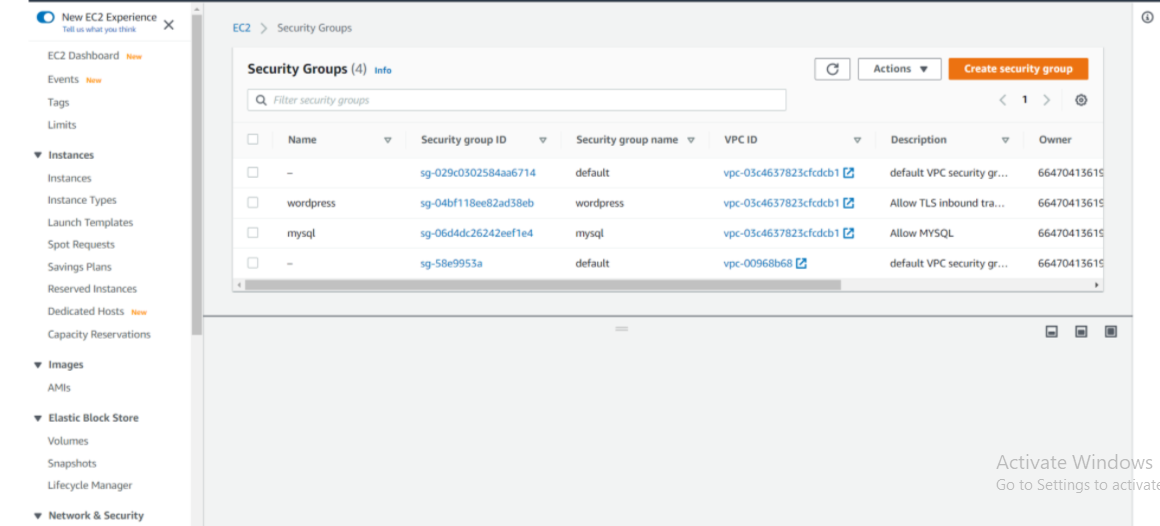 New EC2 Experience
Tell us what you think
EC2 Dashboard New
Events New
Tags
Limits
Instances
Instances
Instance Types
Launch Templates
Spot Requests
Savings Plans
Reserved Instances
Dedicated Hosts New
Capacity Reservations
Images
AMIs
Elastic Block Store
Volumes
Snapshots
Lifecycle Manager
Network & Security
EC2 > Security Groups
Security Groups (4) Info
Actions
Create security group
Filter security groups
1
Name Security group ID Security group name VPC ID Description Owner
– sg-029c0302584aa6714 default vpc-03c4637823cfcdcb1 default VPC security gr... 66470413619
wordpress sg-04bf118ee82ad38eb wordpress vpc-03c4637823cfcdcb1 Allow TLS inbound tra... 66470413619
mysql sg-06d4dc26242eef1e4 mysql vpc-03c4637823cfcdcb1 Allow MYSQL 66470413619
– sg-58e9953a default vpc-00968b68 default VPC security gr... 66470413619
Activate Windows
Go to Settings to activate